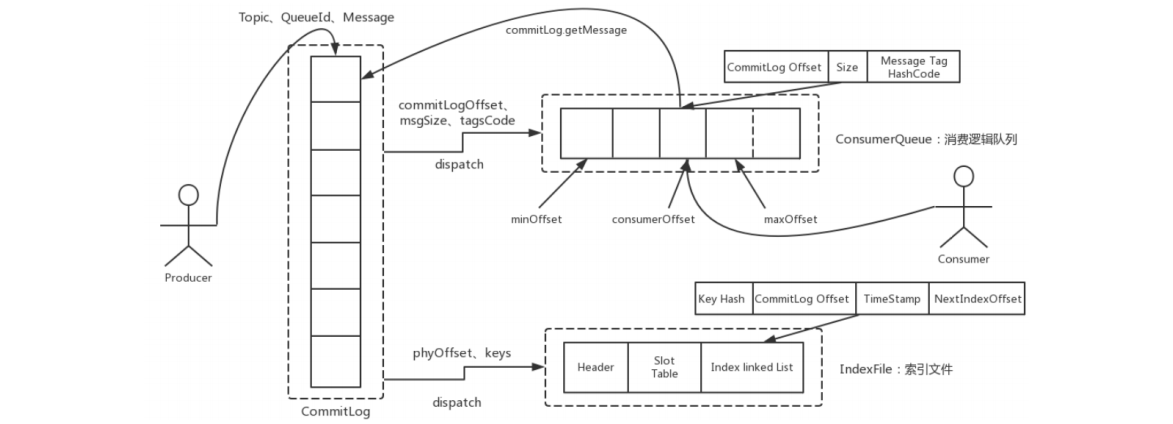 Topic、QueueId、Message
commitLog.getMessage
CommitLog Offset
Size
Message Tag
HashCode
commitLogOffset、
msgSize、tagsCode
dispatch
ConsumerQueue：消费逻辑队列
minOffset
consumerOffset
maxOffset
Producer
Consumer
Key Hash
CommitLog Offset
TimeStamp
NextIndexOffset
phyOffset、keys
dispatch
Header
Slot
Table
Index linked List
IndexFile：索引文件
CommitLog